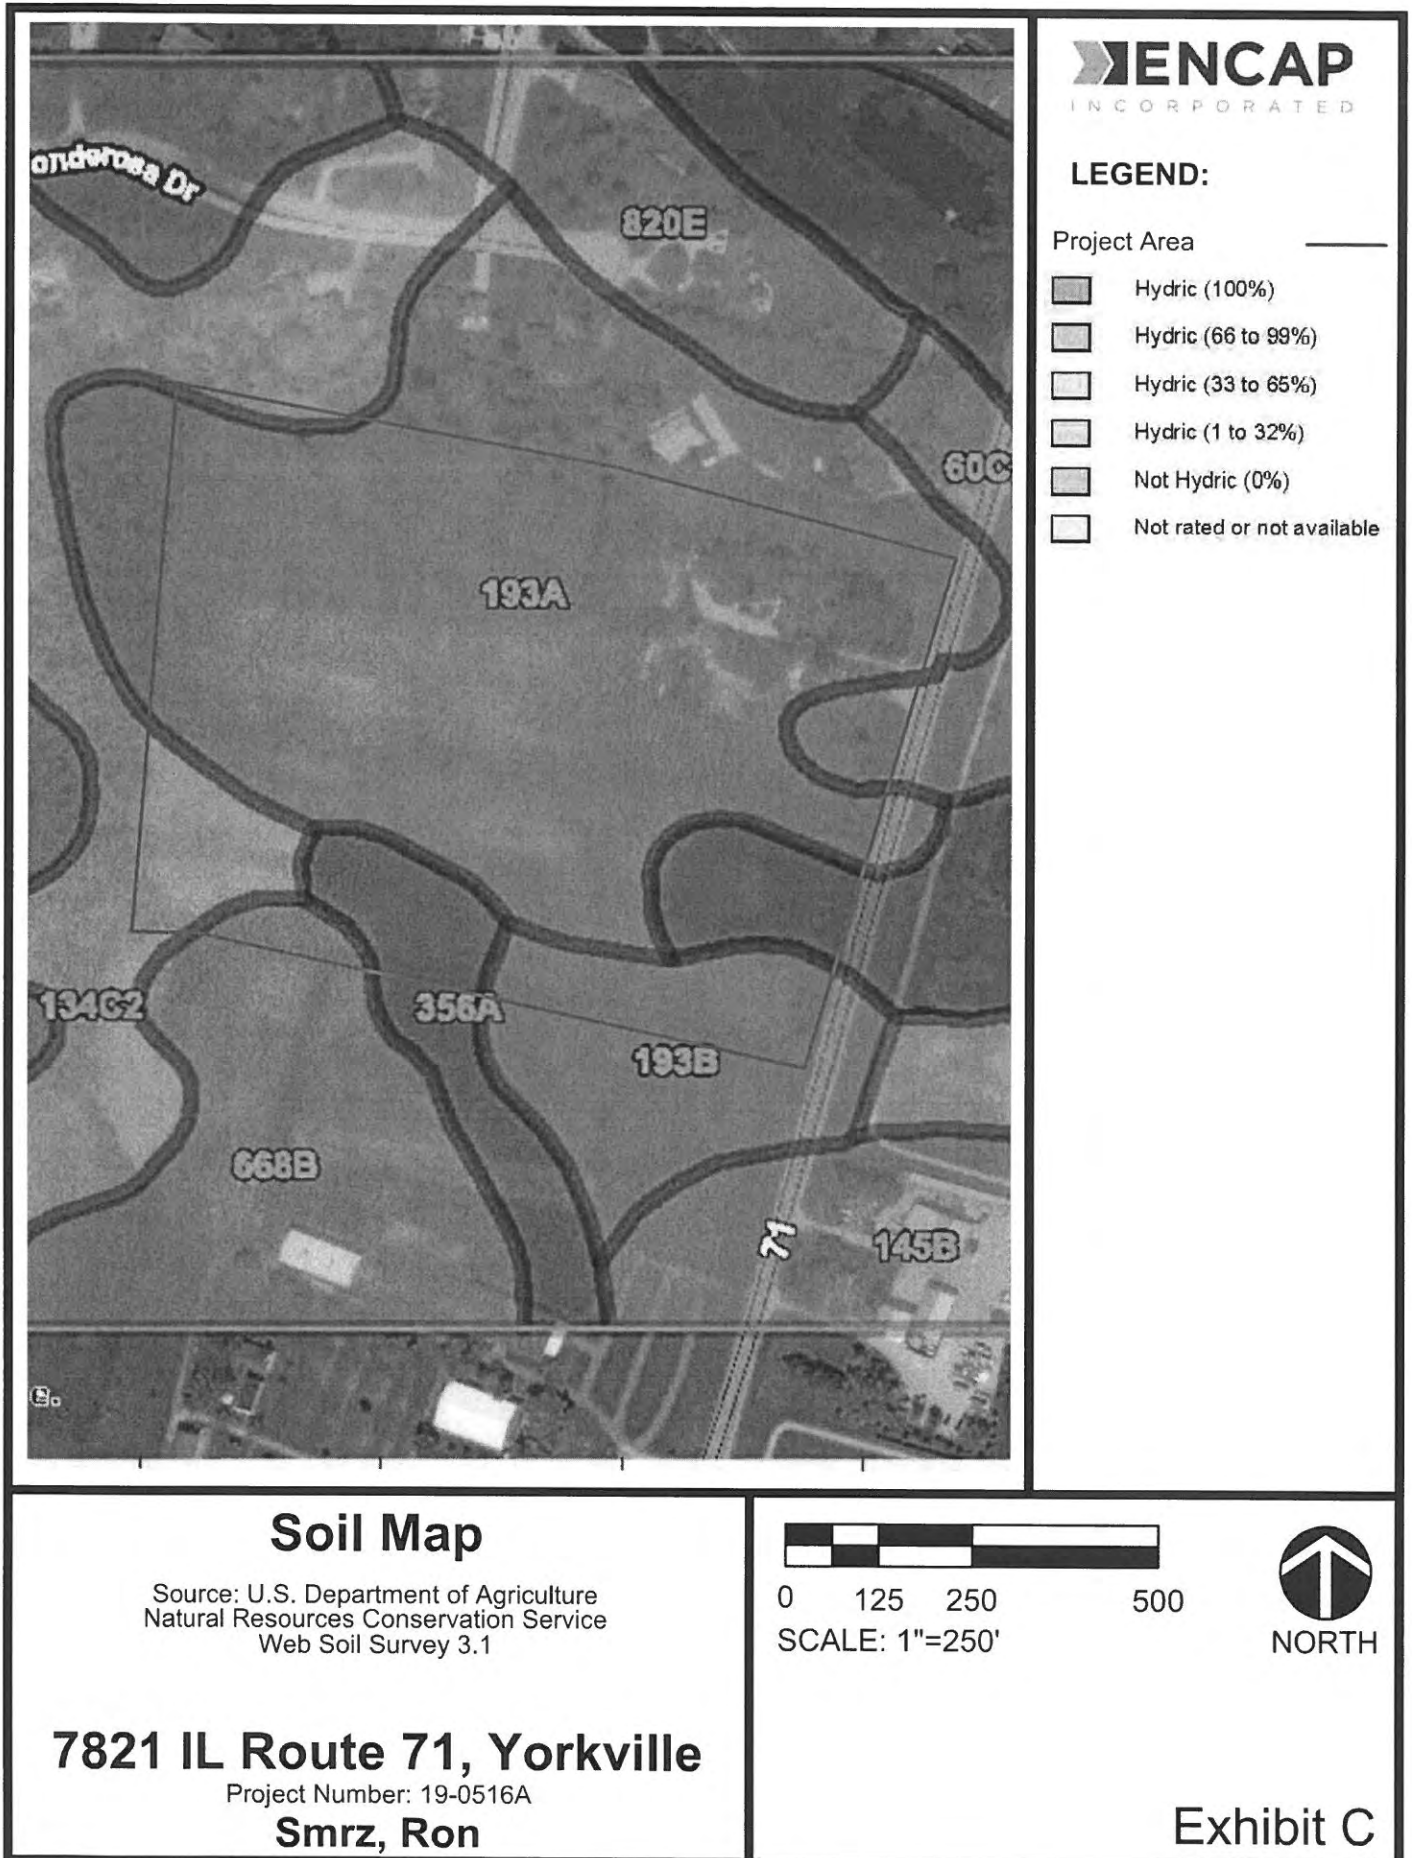 onderosa Dr
820E
60C
193A
134C2
356A
193B
668B
71
145B
e.
ENCAP
INCORPORATED
LEGEND:
Project Area
Hydric (100%)
Hydric (66 to 99%)
Hydric (33 to 65%)
Hydric (1 to 32%)
Not Hydric (0%)
Not rated or not available
Soil Map
Source: U.S. Department of Agriculture
Natural Resources Conservation Service
Web Soil Survey 3.1
7821 IL Route 71, Yorkville
Project Number: 19-0516A
Smrz, Ron
0 125 250 500
SCALE: 1"=250'
NORTH
Exhibit C